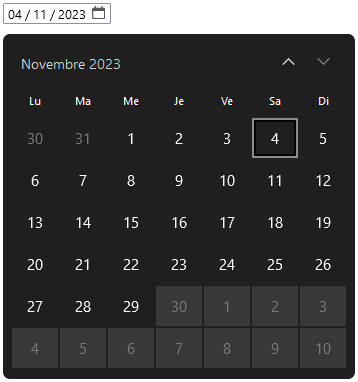 04 / 11 / 2023
Novembre 2023
Lu Ma Me Je Ve Sa Di
30 31 1 2 3 4 5
6 7 8 9 10 11 12
13 14 15 16 17 18 19
20 21 22 23 24 25 26
27 28 29 30 1 2 3
4 5 6 7 8 9 10